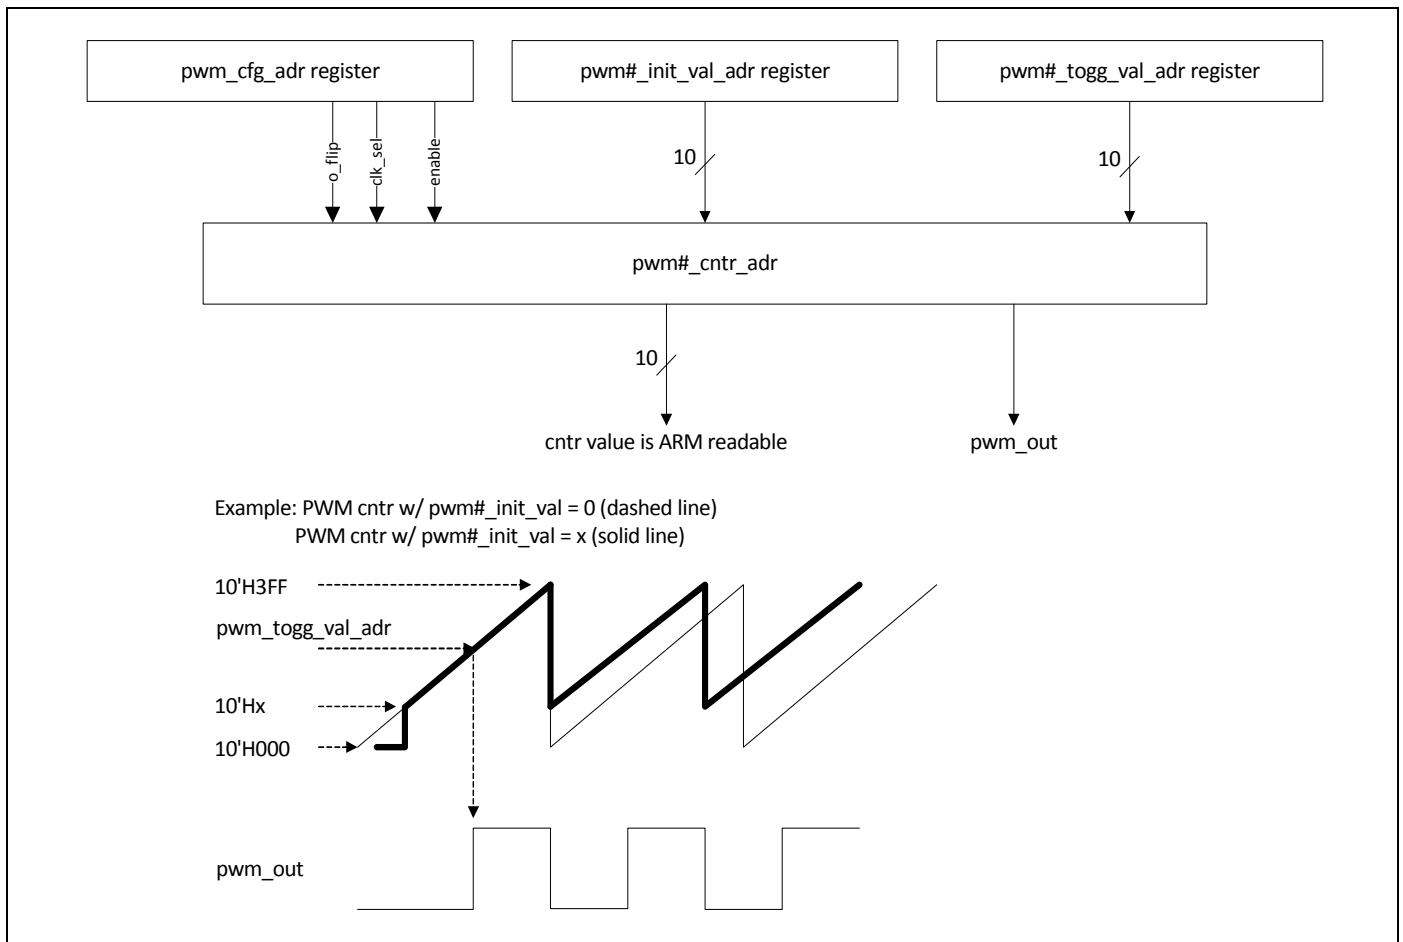 pwm_cfg_adr register
pwm#_init_val_adr register
pwm#_togg_val_adr register
o_flip
clk_sel
enable
10
10
pwm#_cntr_adr
10
cntr value is ARM readable
pwm_out
Example: PWM cntr w/ pwm#_init_val = 0 (dashed line)
PWM cntr w/ pwm#_init_val = x (solid line)
10'H3FF
pwm_togg_val_adr
10'Hx
10'H000
pwm_out